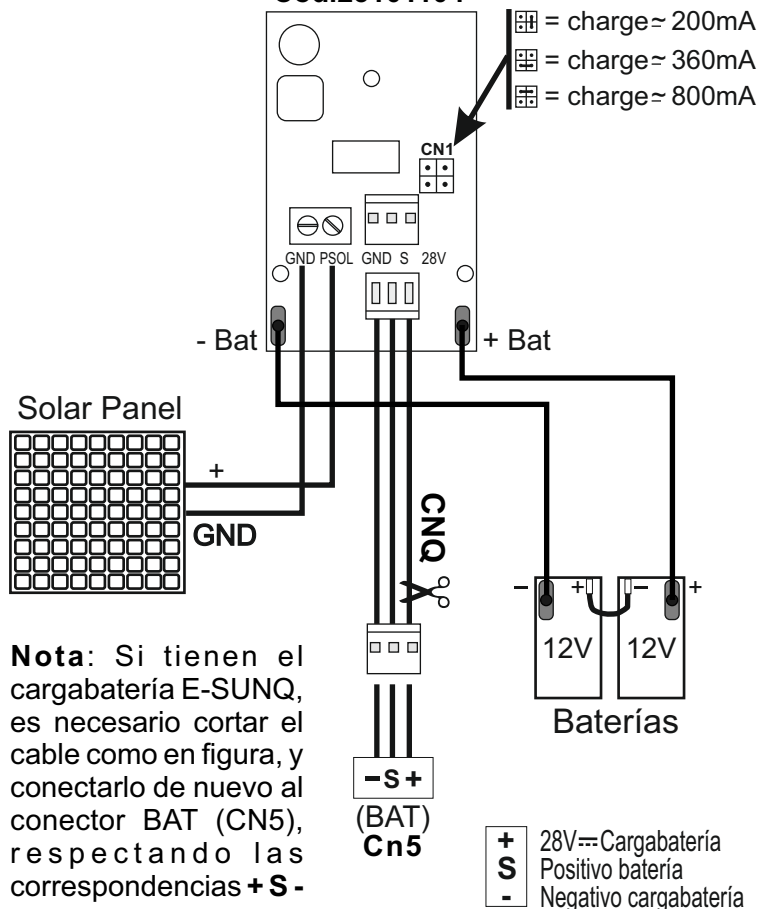 = charge≃ 200mA
= charge≃ 360mA
= charge≃ 800mA
CN1
GND PSOL GND S 28V
- Bat
+ Bat
Solar Panel
+
GND
CNQ
- + - +
12V 12V
Baterías
Nota: Si tienen el
cargabatería E-SUNQ,
es necesario cortar el
cable como en figura, y
conectarlo de nuevo al
conector BAT (CN5),
respectando las
correspondencias + S -
- S +
(BAT)
Cn5
+ 28V⎓Cargabatería
S Positivo batería
- Negativo cargabatería